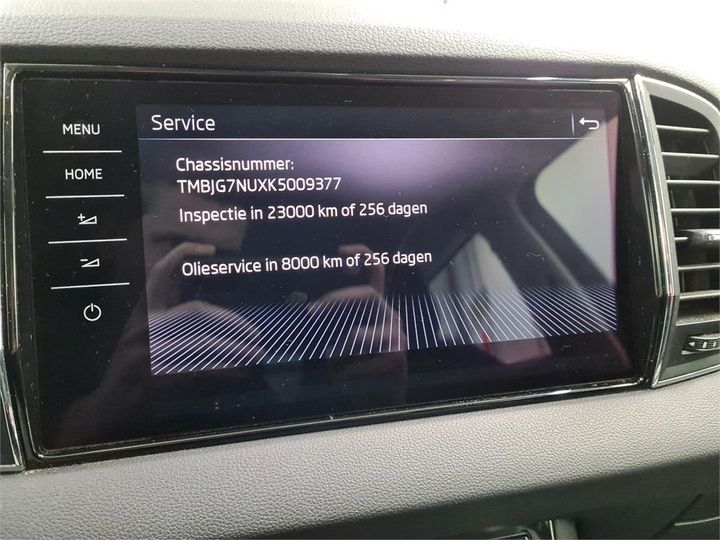 MENU
HOME
Service
Chassisnummer:
TMBJG7NUXK5009377
Inspectie in 23000 km of 256 dagen
Olieservice in 8000 km of 256 dagen